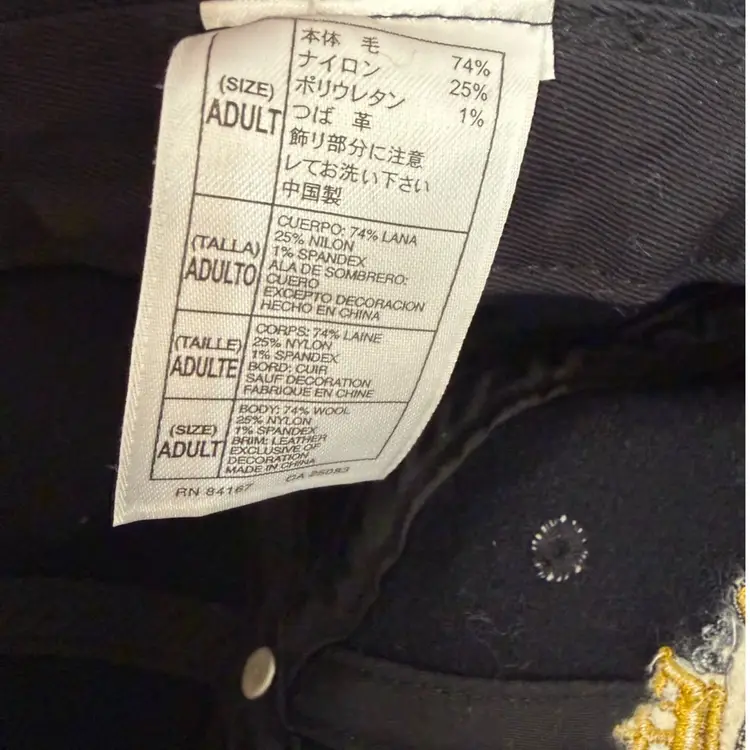 (SIZE)
ADULT
本体 毛 74%
ナイロン 25%
ポリウレタン 1%
つば 革
飾り部分に注意
レてお洗い下さい
中国製
(TALLA)
ADULTO
CUERPO: 74% LANA
25% NILON
1% SPANDEX
ALA DE SOMBRERO:
CUERO
EXCEPTO DECORACION
HECHO EN CHINA
(TAILLE)
ADULTE
CORPS: 74% LAINE
25% NYLON
1% SPANDEX
BORD: CUIR
SAUF DECORATION
FABRIQUE EN CHINE
(SIZE)
ADULT
BODY: 74% WOOL
25% NYLON
1% SPANDEX
BRIM: LEATHER
EXCLUSIVE OF
DECORATION
MADE IN CHINA
RN 84167 CA 26083